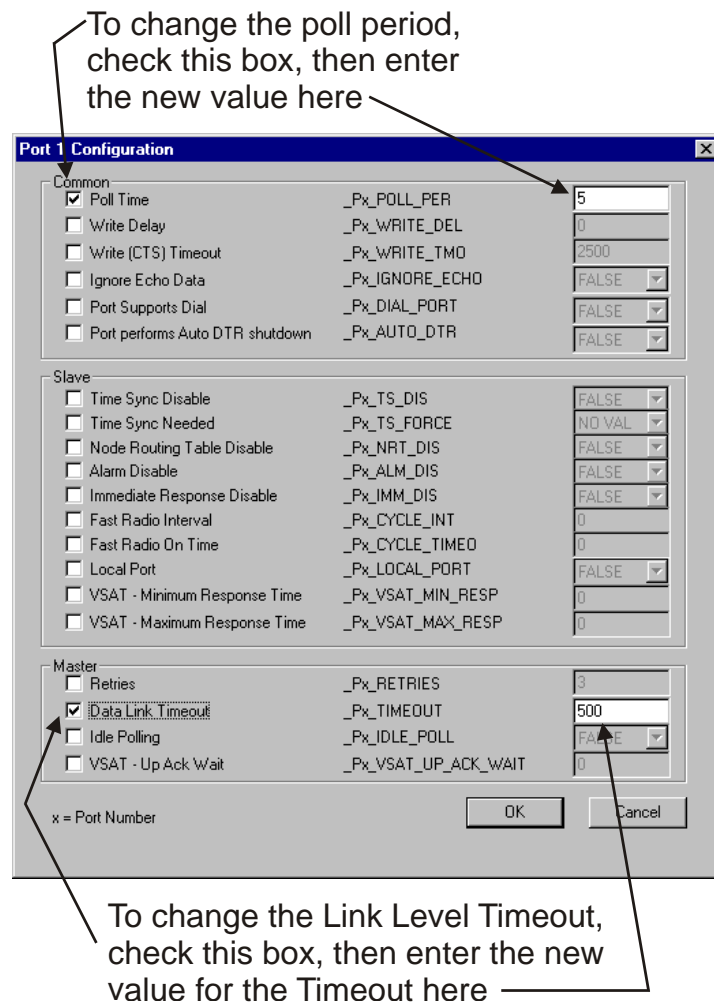 To change the poll period,
check this box, then enter
the new value here
Port 1 Configuration
Common
Poll Time _Px_POLL_PER 5
Write Delay _Px_WRITE_DEL 0
Write (CTS) Timeout _Px_WRITE_TMO 2500
Ignore Echo Data _Px_IGNORE_ECHO FALSE
Port Supports Dial _Px_DIAL_PORT FALSE
Port performs Auto DTR shutdown _Px_AUTO_DTR FALSE
Slave
Time Sync Disable _Px_TS_DIS FALSE
Time Sync Needed _Px_TS_FORCE NO VAL
Node Routing Table Disable _Px_NRT_DIS FALSE
Alarm Disable _Px_ALM_DIS FALSE
Immediate Response Disable _Px_IMM_DIS FALSE
Fast Radio Interval _Px_CYCLE_INT 0
Fast Radio On Time _Px_CYCLE_TIMEO 0
Local Port _Px_LOCAL_PORT FALSE
VSAT - Minimum Response Time _Px_VSAT_MIN_RESP 0
VSAT - Maximum Response Time _Px_VSAT_MAX_RESP 0
Master
Retries _Px_RETRIES 3
Data Link Timeout _Px_TIMEOUT 500
Idle Polling _Px_IDLE_POLL FALSE
VSAT - Up Ack Wait _Px_VSAT_UP_ACK_WAIT 0
x = Port Number OK Cancel
To change the Link Level Timeout,
check this box, then enter the new
value for the Timeout here